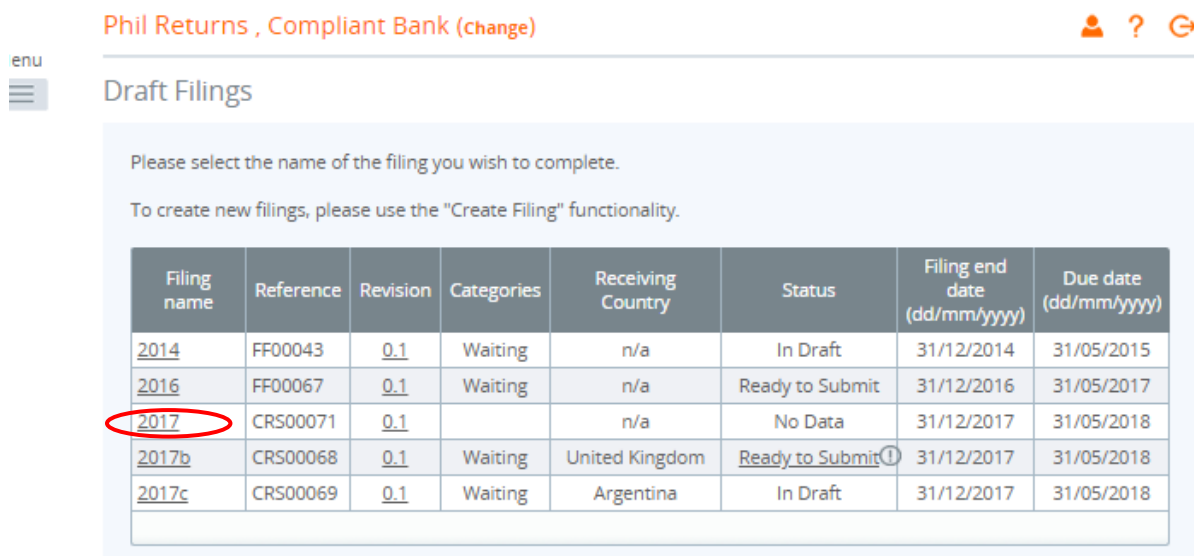 Phil Returns , Compliant Bank (Change)
enu
Draft Filings
Please select the name of the filing you wish to complete.
To create new filings, please use the "Create Filing" functionality.
Filing name Reference Revision Categories Receiving Country Status Filing end date (dd/mm/yyyy) Due date (dd/mm/yyyy)
2014 FF00043 0.1 Waiting n/a In Draft 31/12/2014 31/05/2015
2016 FF00067 0.1 Waiting n/a Ready to Submit 31/12/2016 31/05/2017
2017 CRS00071 0.1 n/a No Data 31/12/2017 31/05/2018
2017b CRS00068 0.1 Waiting United Kingdom Ready to Submit 31/12/2017 31/05/2018
2017c CRS00069 0.1 Waiting Argentina In Draft 31/12/2017 31/05/2018